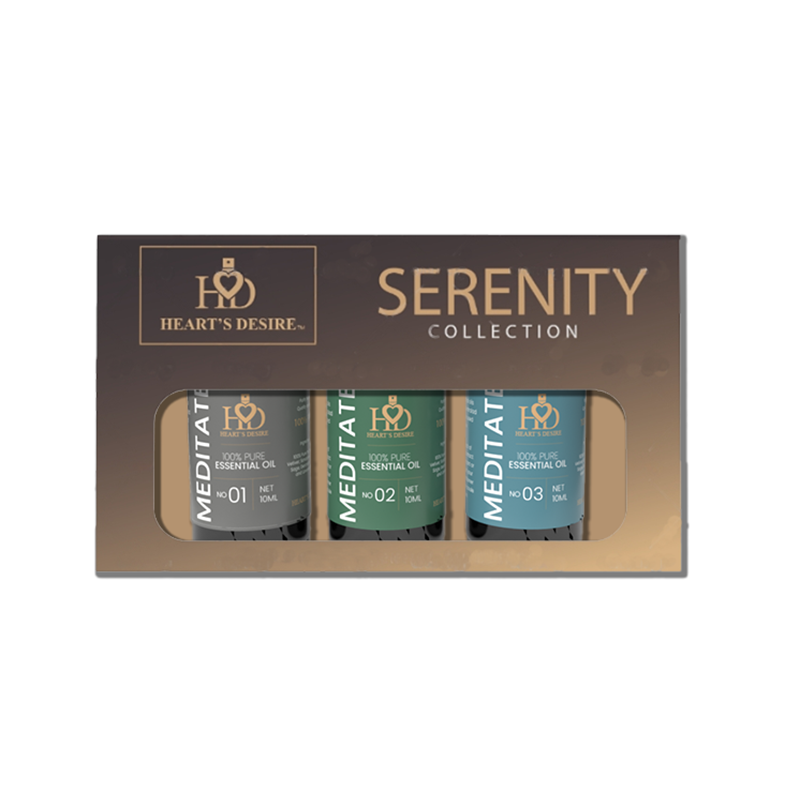 HD
HEART'S DESIRE™
SERENITY
COLLECTION
MEDITATE
HD
HEART'S DESIRE
100% PURE
ESSENTIAL OIL
NO 01
NET
10ML
MEDITATE
HD
HEART'S DESIRE
100% PURE
ESSENTIAL OIL
NO 02
NET
10ML
MEDITATE
HD
HEART'S DESIRE
100% PURE
ESSENTIAL OIL
NO 03
NET
10ML